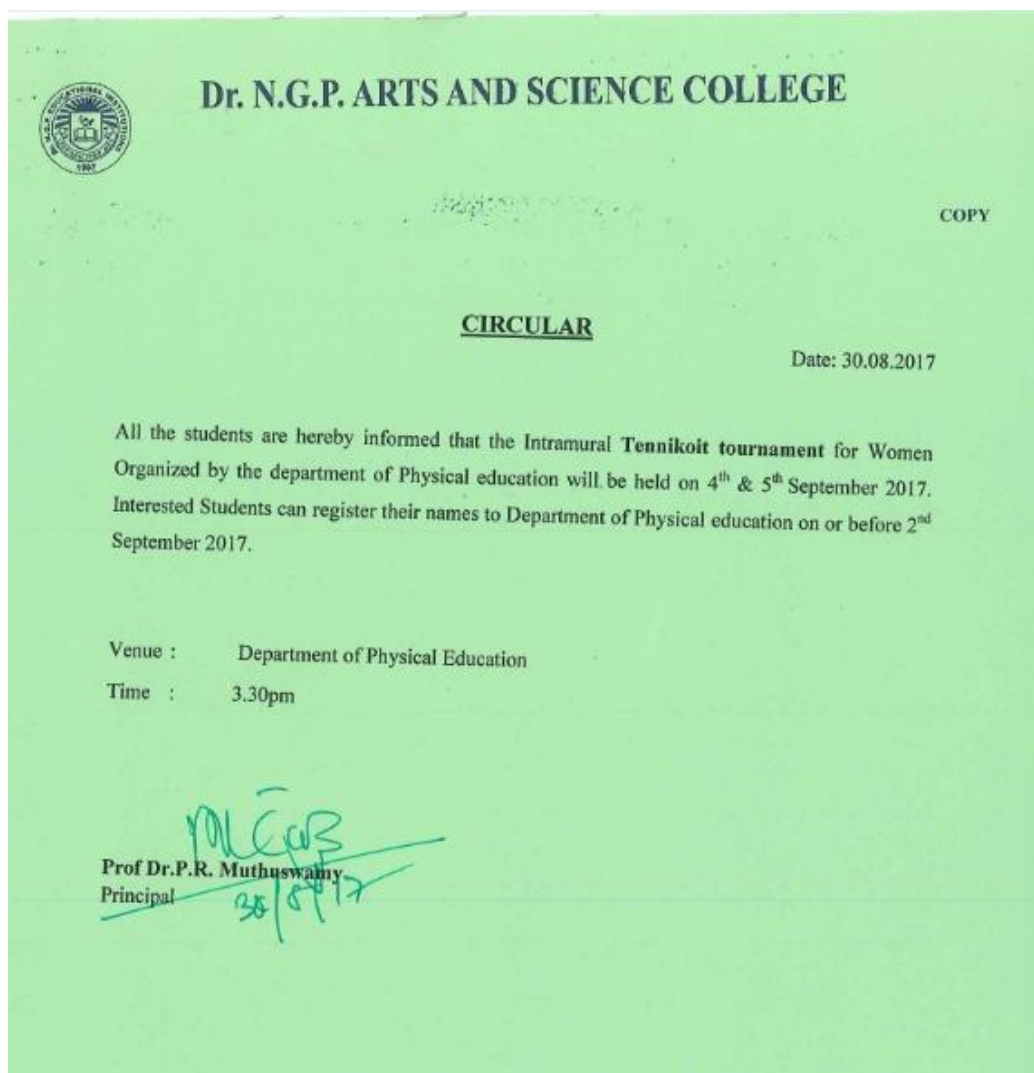 Dr. N.G.P. ARTS AND SCIENCE COLLEGE
1997
COPY
CIRCULAR
Date: 30.08.2017
All the students are hereby informed that the Intramural Tennikoit tournament for Women
Organized by the department of Physical education will be held on 4th & 5th September 2017.
Interested Students can register their names to Department of Physical education on or before 2nd
September 2017.
Venue : Department of Physical Education
Time : 3.30pm
Prof Dr.P.R. Muthuswamy
Principal
30/8/17